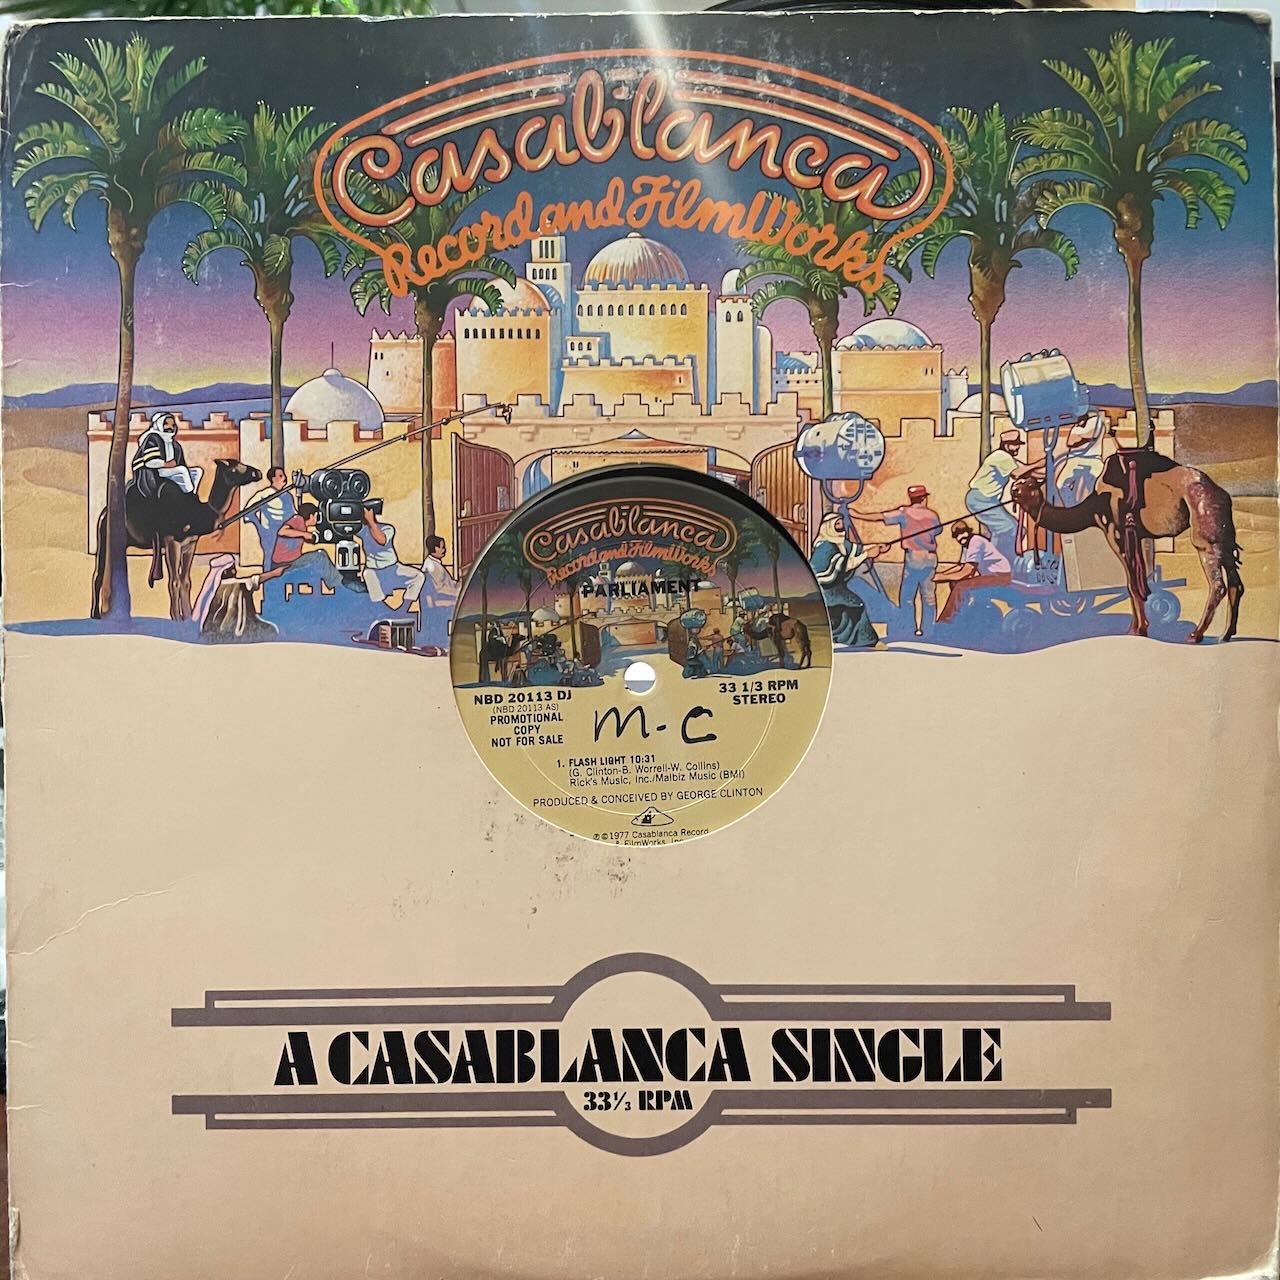 Casablanca
Record and FilmWorks
Casablanca
Record and FilmWorks
PARLIAMENT
NBD 20113 DJ
(NBD 20113 AS)
PROMOTIONAL
COPY
NOT FOR SALE
33 1/3 RPM
STEREO
M-C
1. FLASH LIGHT 10:31
(G. Clinton-B. Worrell-W. Collins)
Rick's Music, Inc./Malbiz Music (BMI)
PRODUCED & CONCEIVED BY GEORGE CLINTON
℗©1977 Casablanca Record
& FilmWorks, Inc.
A CASABLANCA SINGLE
33⅓ RPM